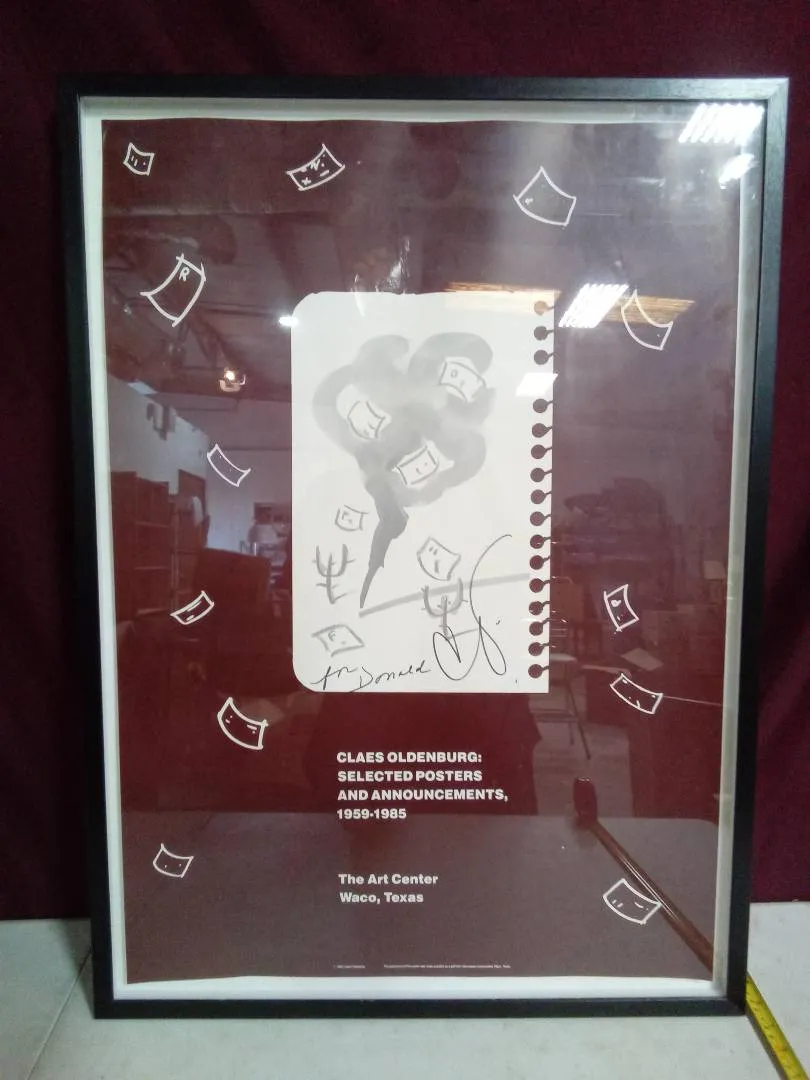 R
F
for Donald
CLAES OLDENBURG:
SELECTED POSTERS
AND ANNOUNCEMENTS,
1959-1985
The Art Center
Waco, Texas